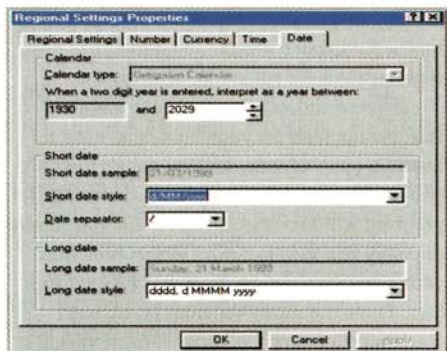 Regional Settings Properties
Regional Settings Number Currency Time Date
Calendar
Calendar type: Gregorian Calendar
When a two digit year is entered, interpret as a year between:
1930 and 2029
Short date
Short date sample: 21/03/1999
Short date style: d/MM/yyyy
Date separator: /
Long date
Long date sample: Sunday, 21 March 1999
Long date style: dddd, d MMMM yyyy
OK Cancel Apply